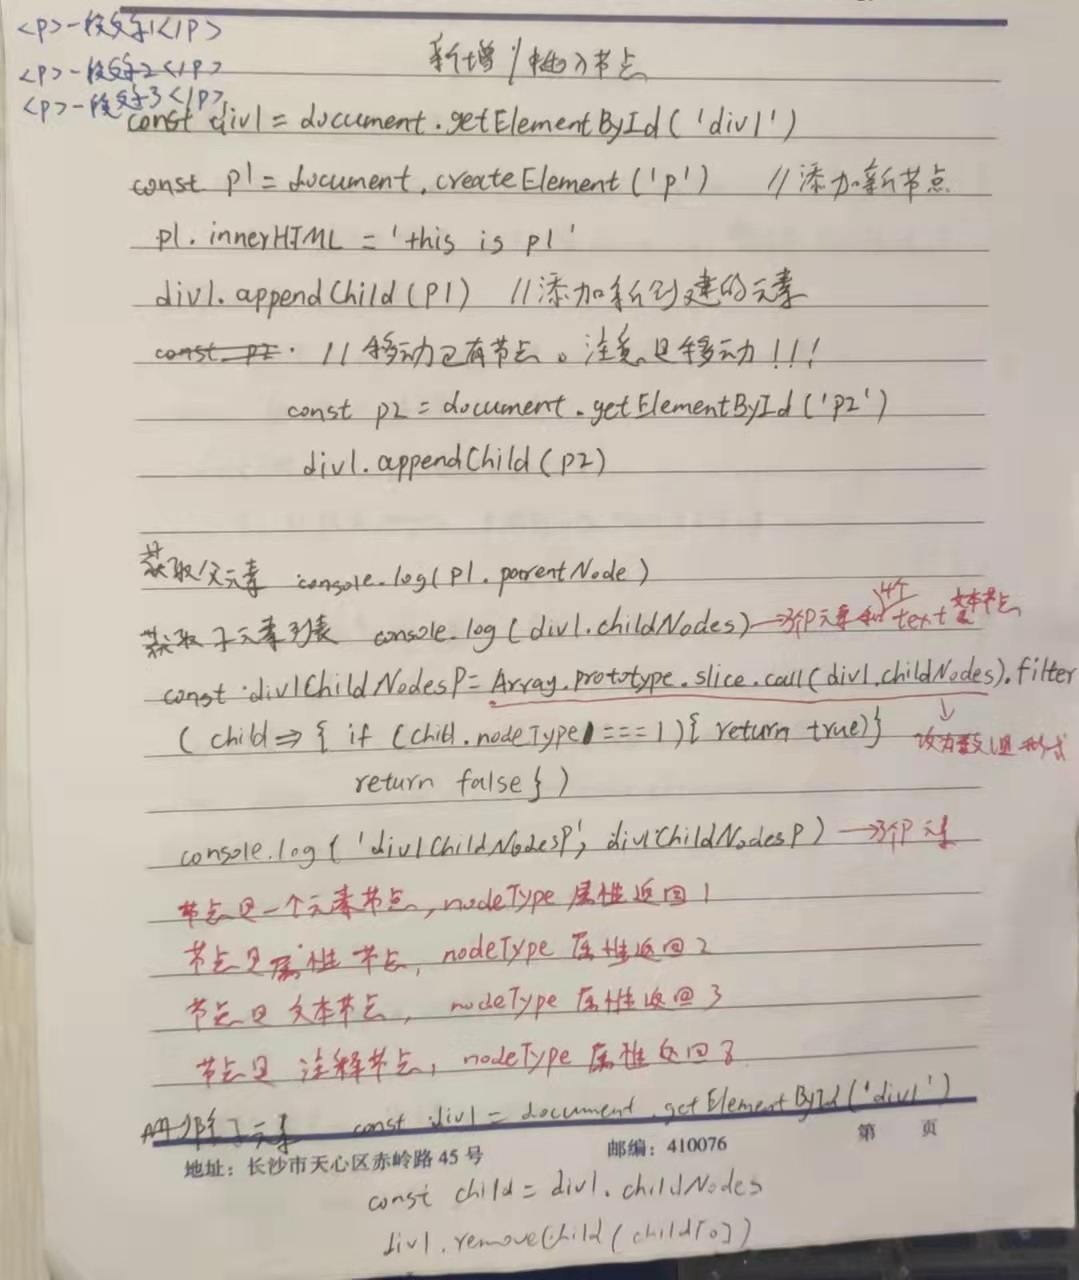 <p>一段文字1</p>
<p>一段文字2</p>
<p>一段文字3</p>
新增/插入节点
const div1 = document.getElementById('div1')
const p1 = document.createElement('p') //添加新节点
p1.innerHTML = 'this is p1'
div1.appendChild(p1) //添加新创建的元素
const p2. //移动已有节点。注意是移动!!!
const p2 = document.getElementById('p2')
div1.appendChild(p2)
获取父元素 console.log(p1.parentNode)
获取子元素列表 console.log(div1.childNodes) →3个P元素和4个text文本节点
const div1ChildNodesP = Array.prototype.slice.call(div1.childNodes).filter
(child => { if (child.nodeType === 1){ return true)} ↓改为数组形式
return false})
console.log('div1ChildNodesP', div1ChildNodesP) →3个P元素
节点是一个元素节点,nodeType 属性返回1
节点是属性节点,nodeType 属性返回2
节点是文本节点,nodeType 属性返回3
节点是注释节点,nodeType 属性返回8
删除子元素 const div1 = document.getElementById('div1')
第 页
地址:长沙市天心区赤岭路45号 邮编:410076
const child = div1.childNodes
div1.removeChild(child[0])